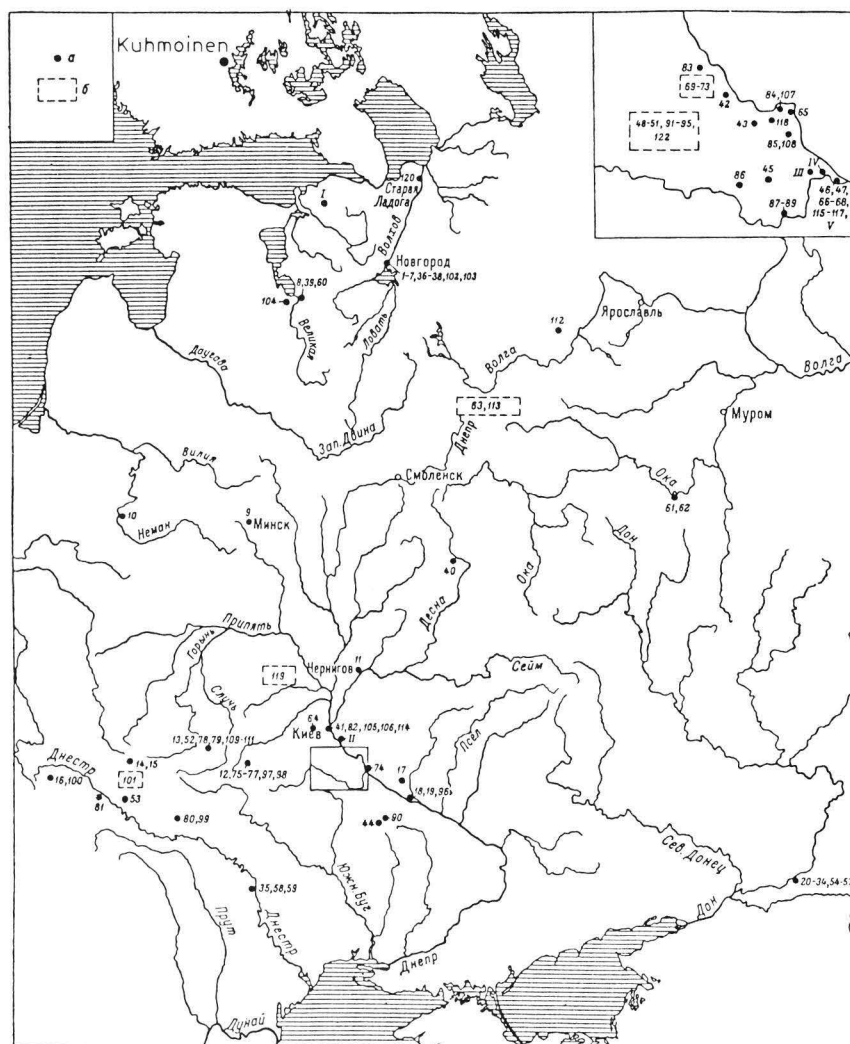 а
б
Kuhmoinen
83
69-73
42
84,107
65
43
118
48-51, 91-95,
122
85,108
86
45
III
IV
46,47,
66-68,
115-117,
V
87-89
120
Старая
Ладога
I
Волхов
Новгород
1-7,36-38,102,103
8,39,60
104
Великая
Ловать
112
Ярославль
Волга
Волга
Даугава
63,113
Муром
Днепр
Зап. Двина
Вилия
Смоленск
Ока
61,62
10
9
Минск
Неман
Дон
40
Ока
Десна
Припять
Горынь
11
Чернигов
Сейм
119
Случь
64
Киев
41,82,105,106,114
II
Псёл
13,52,78,79,109-111
14,15
74
17
Днестр
12,75-77,97,98
101
16,100
18,19,96
81
53
90
80,99
44
Сев. Донец
20-34,54-57
35,58,59
Южн. Буг
Дон
Прут
Днестр
Днепр
Дунай